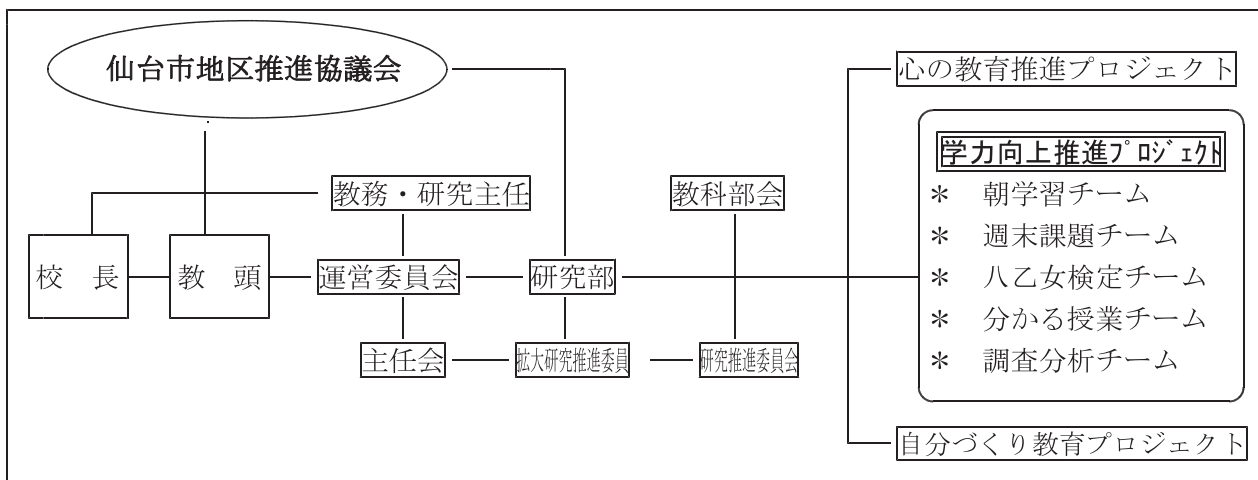 仙台市地区推進協議会
心の教育推進プロジェクト
学力向上推進ﾌﾟﾛｼﾞｪｸﾄ
＊　朝学習チーム
＊　週末課題チーム
＊　八乙女検定チーム
＊　分かる授業チーム
＊　調査分析チーム
教務・研究主任
教科部会
校　長
教　頭
運営委員会
研究部
主任会
拡大研究推進委員
研究推進委員会
自分づくり教育プロジェクト